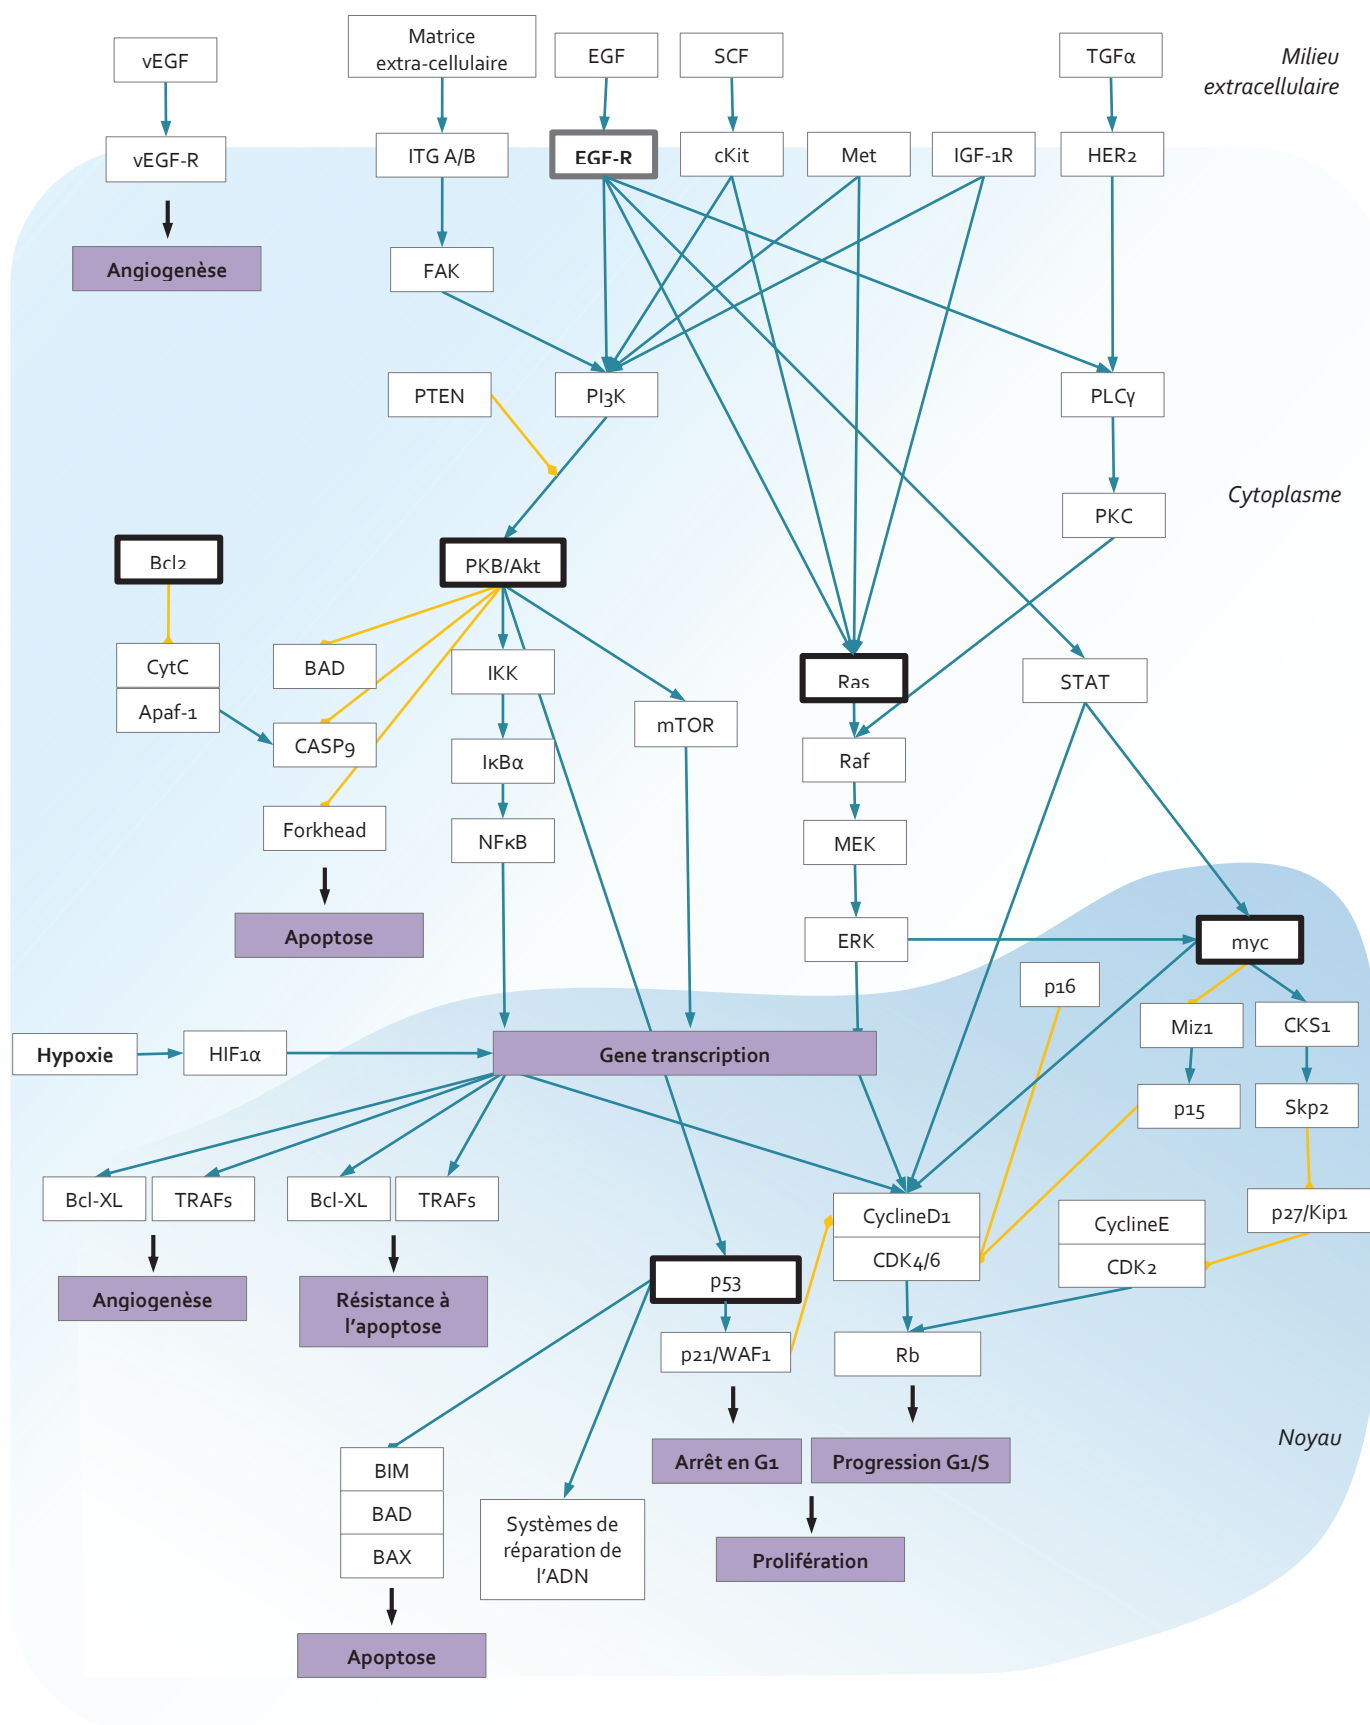 vEGF
Matrice
extra-cellulaire
EGF
SCF
TGFα
Milieu
extracellulaire
vEGF-R
ITG A/B
EGF-R
cKit
Met
IGF-1R
HER2
Angiogenèse
FAK
PTEN
PI3K
PLCγ
Cytoplasme
PKC
Bcl2
PKB/Akt
CytC
BAD
IKK
Ras
STAT
Apaf-1
mTOR
CASP9
IκBα
Raf
Forkhead
NFκB
MEK
Apoptose
ERK
myc
p16
Miz1
CKS1
Hypoxie
HIF1α
Gene transcription
p15
Skp2
Bcl-XL
TRAFs
Bcl-XL
TRAFs
CyclineD1
CyclineE
p27/Kip1
CDK4/6
CDK2
p53
Angiogenèse
Résistance à
l'apoptose
p21/WAF1
Rb
Noyau
Arrêt en G1
Progression G1/S
BIM
BAD
BAX
Systèmes de
réparation de
l'ADN
Prolifération
Apoptose